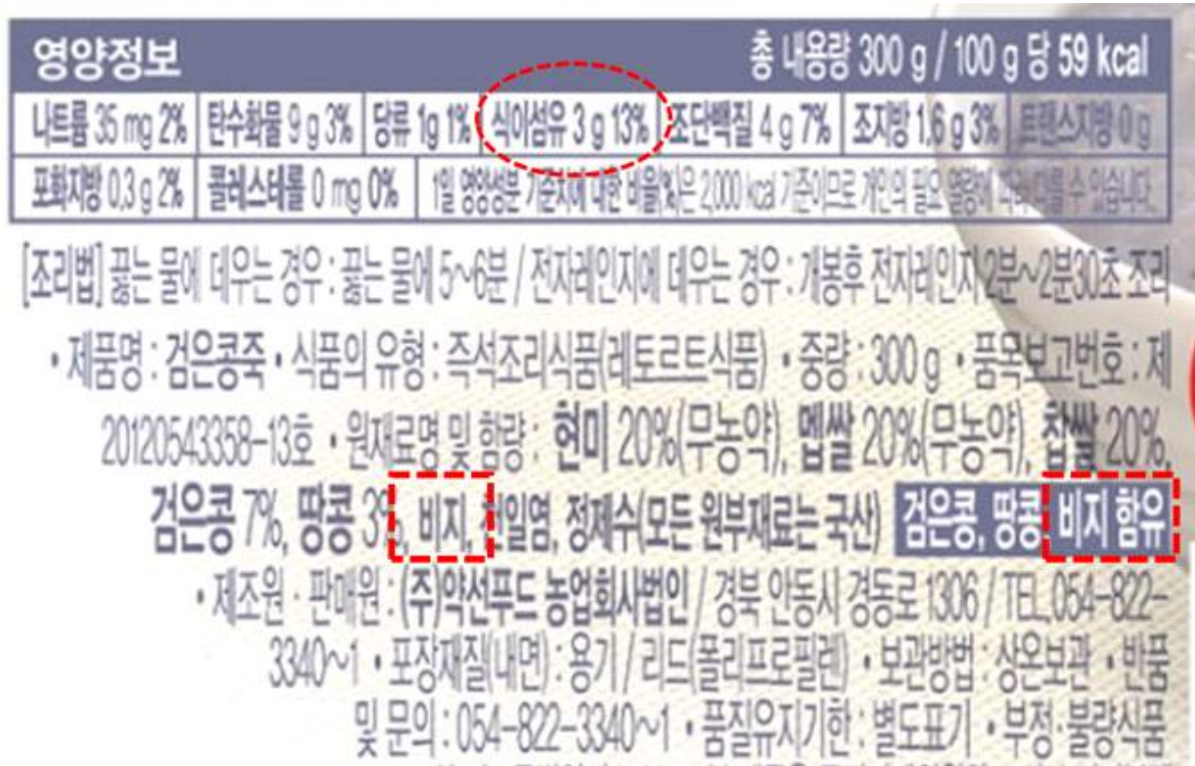 영양정보 총 내용량 300 g / 100 g 당 59 kcal
나트륨 35 mg 2% 탄수화물 9 g 3% 당류 1g 1% 식이섬유 3 g 13% 조단백질 4 g 7% 조지방 1.6 g 3% 트랜스지방 0 g
포화지방 0.3 g 2% 콜레스테롤 0 mg 0% 1일 영양성분 기준치에 대한 비율(%)은 2,000 kcal 기준이므로 개인의 필요 열량에 따라 다를 수 있습니다.
[조리법] 끓는 물에 데우는 경우 : 끓는 물에 5~6분 / 전자레인지에 데우는 경우 : 개봉후 전자레인지 2분~2분30초 조리
• 제품명 : 검은콩죽 • 식품의 유형 : 즉석조리식품(레토르트식품) • 중량 : 300 g • 품목보고번호 : 제
20120543358-13호 • 원재료명 및 함량 : 현미 20%(무농약), 멥쌀 20%(무농약), 찹쌀 20%,
검은콩 7%, 땅콩 3%, 비지, 천일염, 정제수(모든 원부재료는 국산) 검은콩, 땅콩 비지 함유
• 제조원 · 판매원 : (주)약선푸드 농업회사법인 / 경북 안동시 경동로 1306 / TEL.054-822-
3340~1 • 포장재질(내면) : 용기 / 리드(폴리프로필렌) • 보관방법 : 상온보관 • 반품
및 문의 : 054-822-3340~1 • 품질유지기한 : 별도표기 • 부정·불량식품